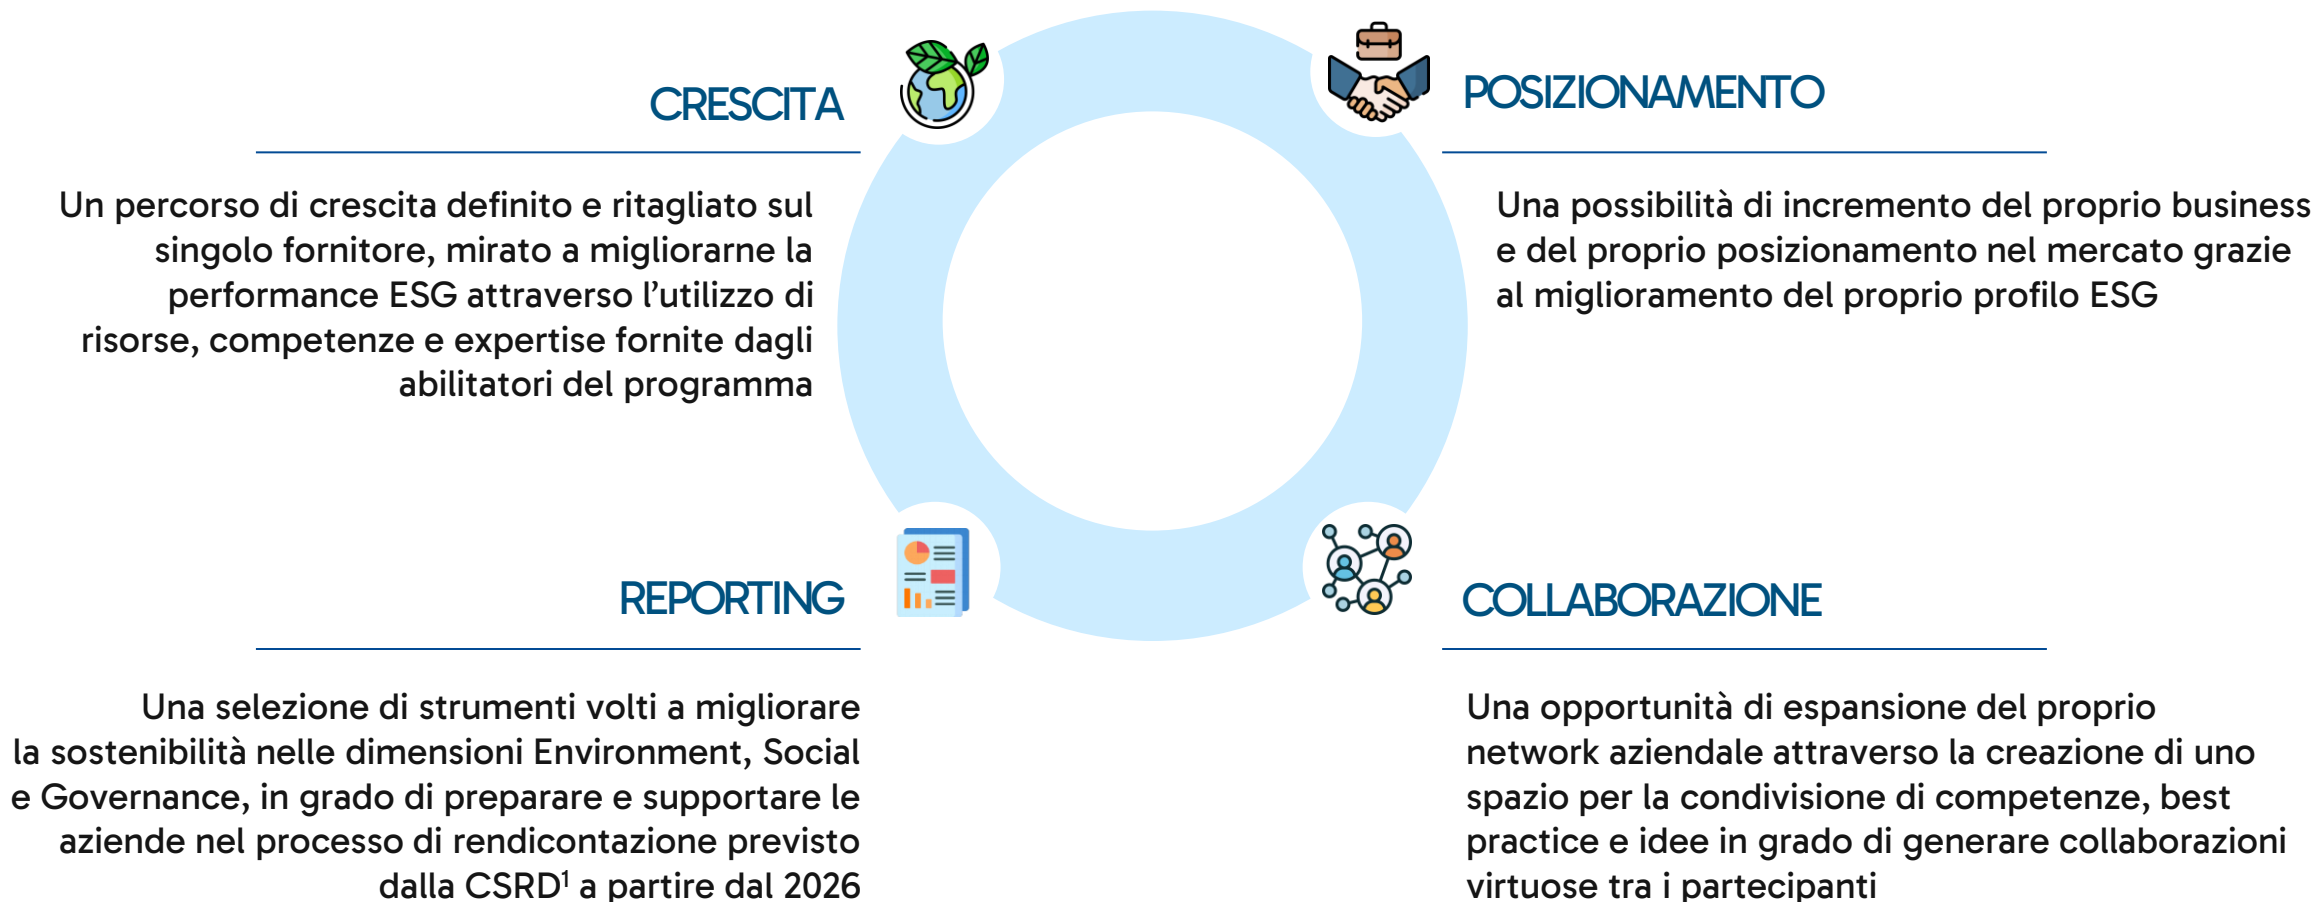 CRESCITA
Un percorso di crescita definito e ritagliato sul
singolo fornitore, mirato a migliorarne la
performance ESG attraverso l’utilizzo di
risorse, competenze e expertise fornite dagli
abilitatori del programma
POSIZIONAMENTO
Una possibilità di incremento del proprio business
e del proprio posizionamento nel mercato grazie
al miglioramento del proprio profilo ESG
REPORTING
Una selezione di strumenti volti a migliorare
la sostenibilità nelle dimensioni Environment, Social
e Governance, in grado di preparare e supportare le
aziende nel processo di rendicontazione previsto
dalla CSRD¹ a partire dal 2026
COLLABORAZIONE
Una opportunità di espansione del proprio
network aziendale attraverso la creazione di uno
spazio per la condivisione di competenze, best
practice e idee in grado di generare collaborazioni
virtuose tra i partecipanti